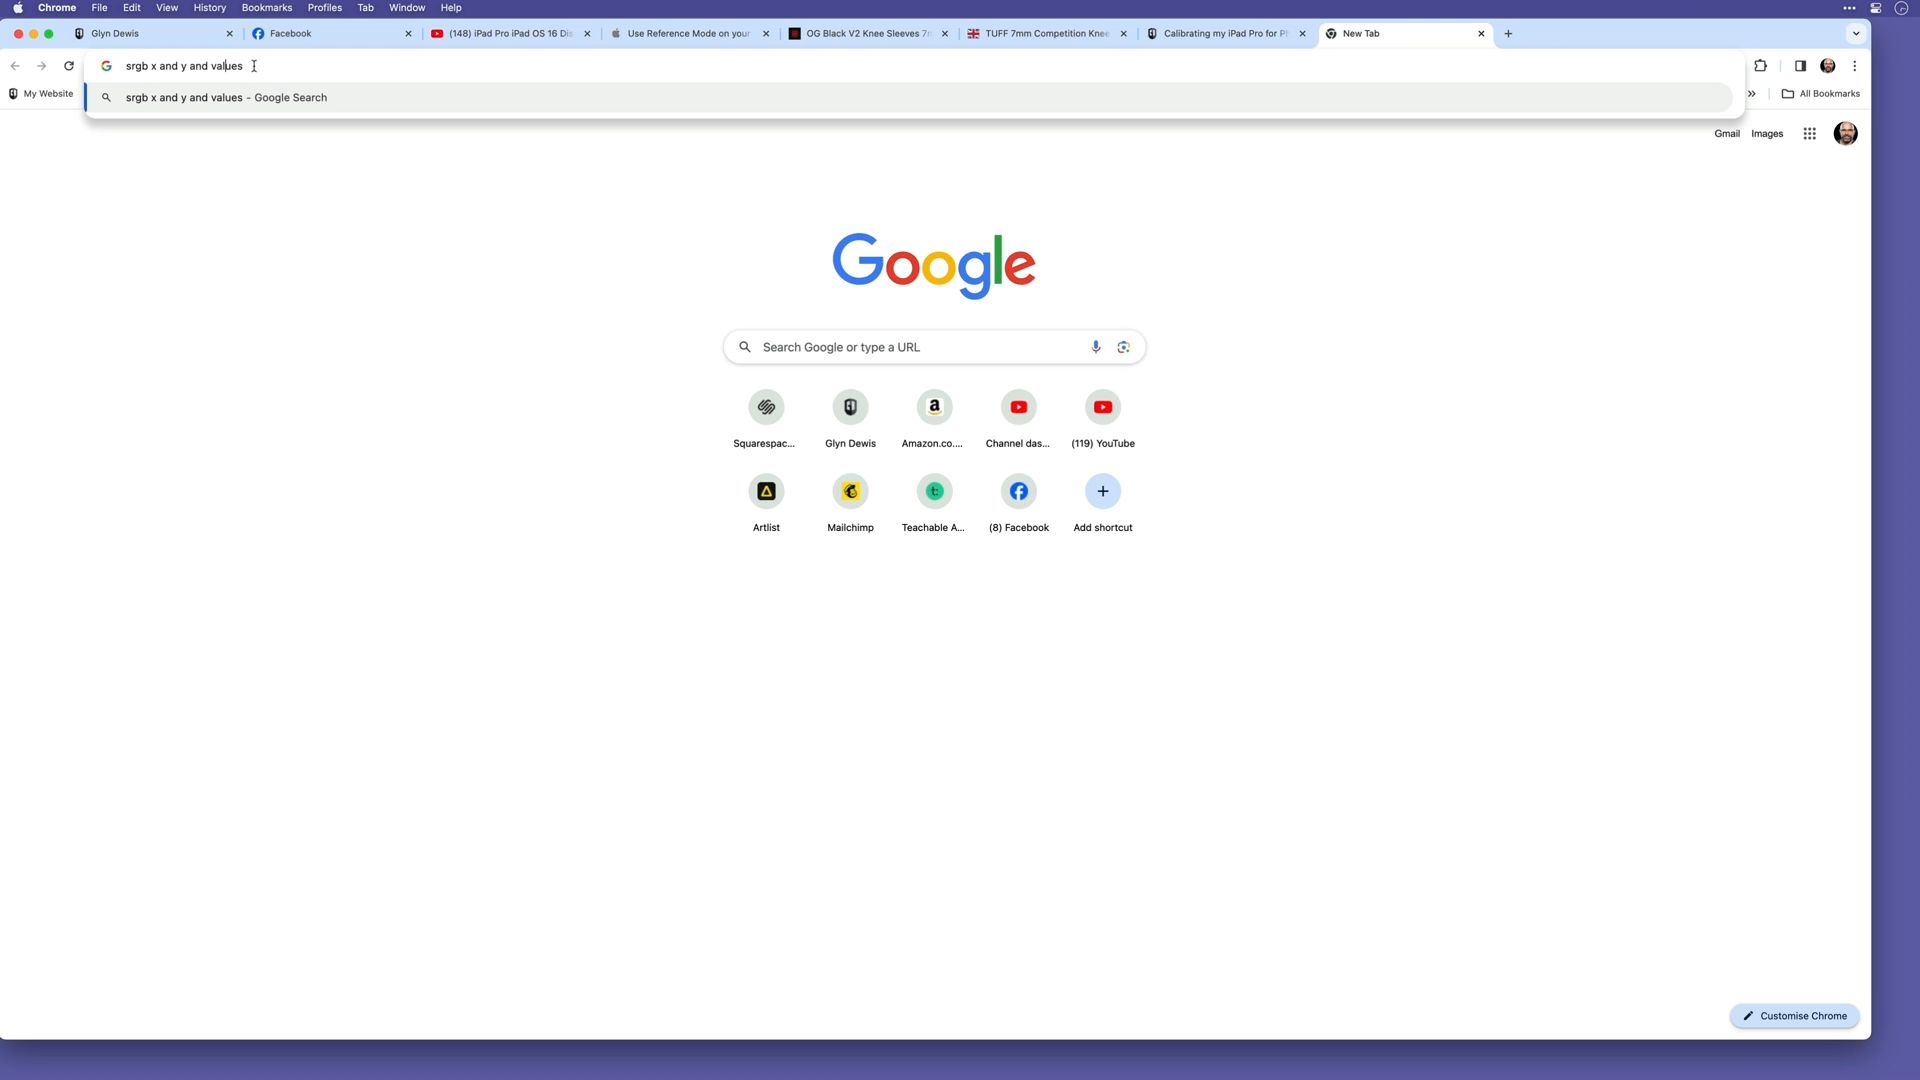 Chrome File Edit View History Bookmarks Profiles Tab Window Help
Glyn Dewis Facebook (148) iPad Pro iPad OS 16 Dis Use Reference Mode on your OG Black V2 Knee Sleeves 7m TUFF 7mm Competition Knee Calibrating my iPad Pro for Ph New Tab
srgb x and y and values
My Website All Bookmarks
srgb x and y and values - Google Search
Gmail Images
Google
Search Google or type a URL
Squarespac... Glyn Dewis Amazon.co.... Channel das... (119) YouTube
Artlist Mailchimp Teachable A... (8) Facebook Add shortcut
Customise Chrome